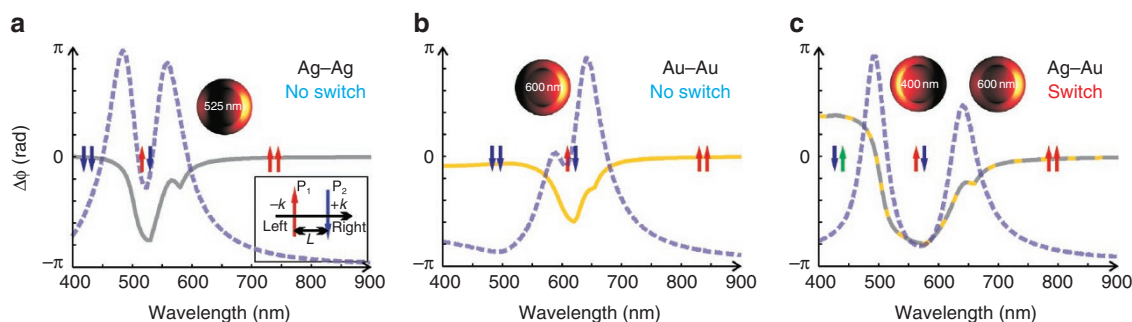 a
π
0
−π
Δϕ (rad)
Ag–Ag
No switch
525 nm
P1 P2
−k +k
Left Right
L
400 500 600 700 800 900
Wavelength (nm)
b
π
0
−π
Au–Au
No switch
600 nm
400 500 600 700 800 900
Wavelength (nm)
c
π
0
−π
Ag–Au
Switch
400 nm
600 nm
400 500 600 700 800 900
Wavelength (nm)